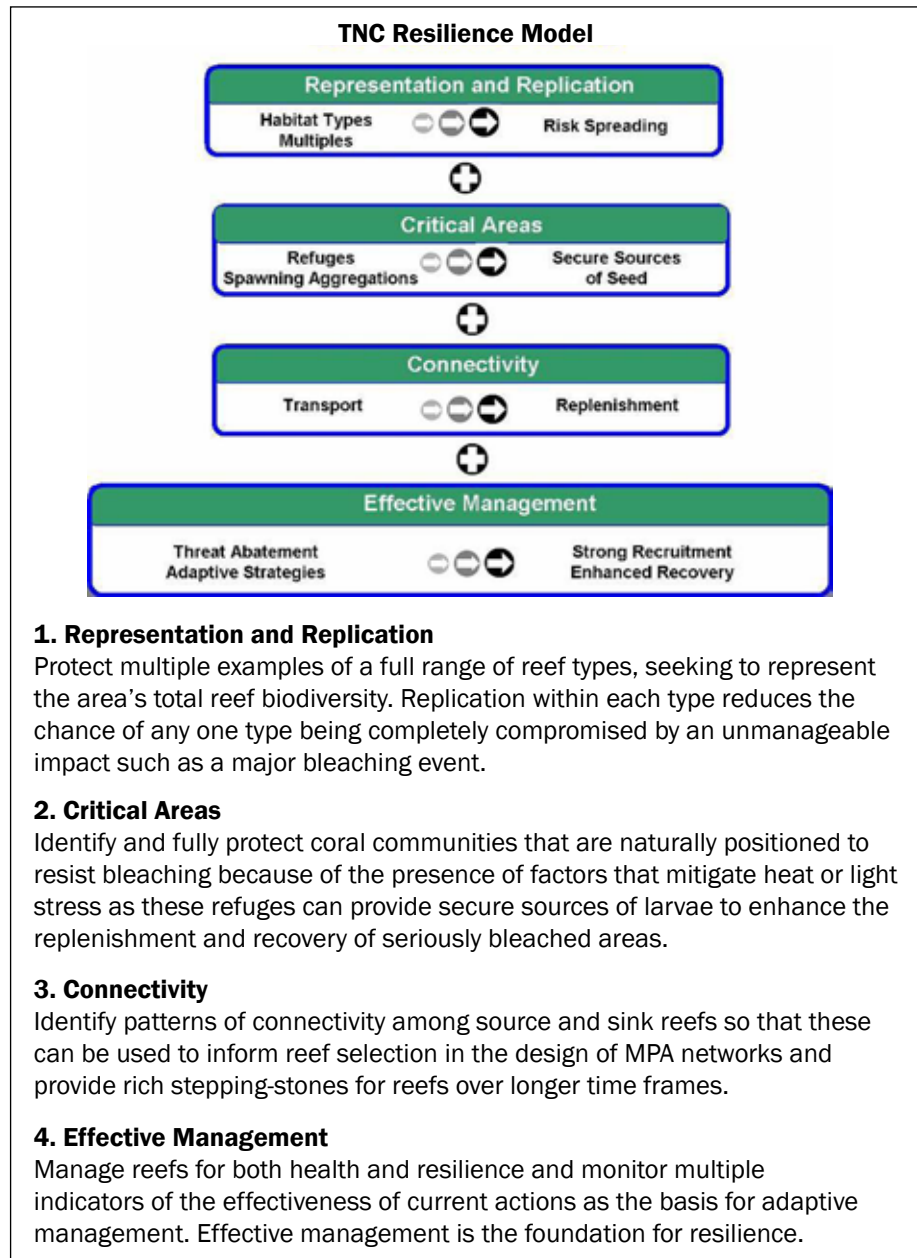 TNC Resilience Model
Representation and Replication
Habitat Types
Multiples
Risk Spreading
Critical Areas
Refuges
Spawning Aggregations
Secure Sources
of Seed
Connectivity
Transport
Replenishment
Effective Management
Threat Abatement
Adaptive Strategies
Strong Recruitment
Enhanced Recovery
1. Representation and Replication
Protect multiple examples of a full range of reef types, seeking to represent
the area’s total reef biodiversity. Replication within each type reduces the
chance of any one type being completely compromised by an unmanageable
impact such as a major bleaching event.
2. Critical Areas
Identify and fully protect coral communities that are naturally positioned to
resist bleaching because of the presence of factors that mitigate heat or light
stress as these refuges can provide secure sources of larvae to enhance the
replenishment and recovery of seriously bleached areas.
3. Connectivity
Identify patterns of connectivity among source and sink reefs so that these
can be used to inform reef selection in the design of MPA networks and
provide rich stepping-stones for reefs over longer time frames.
4. Effective Management
Manage reefs for both health and resilience and monitor multiple
indicators of the effectiveness of current actions as the basis for adaptive
management. Effective management is the foundation for resilience.